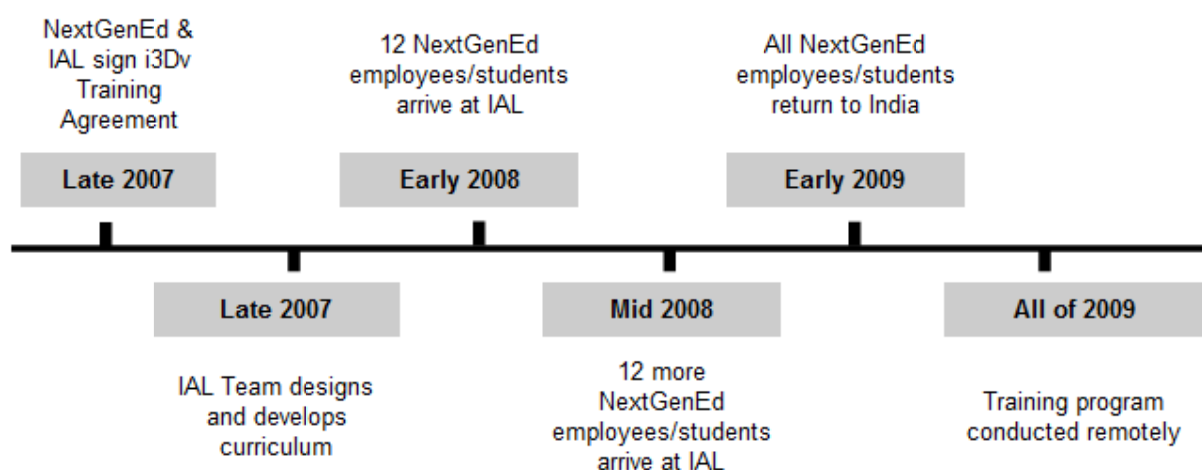 NextGenEd &
IAL sign i3Dv
Training
Agreement
Late 2007
12 NextGenEd
employees/students
arrive at IAL
Early 2008
All NextGenEd
employees/students
return to India
Early 2009
Late 2007
IAL Team designs
and develops
curriculum
Mid 2008
12 more
NextGenEd
employees/students
arrive at IAL
All of 2009
Training program
conducted remotely